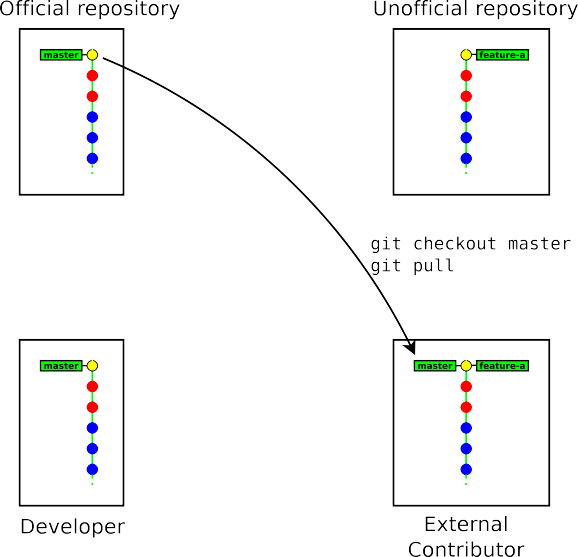 Official repository
Unofficial repository
master
feature-a
git checkout master
git pull
master
master
feature-a
Developer
External
Contributor